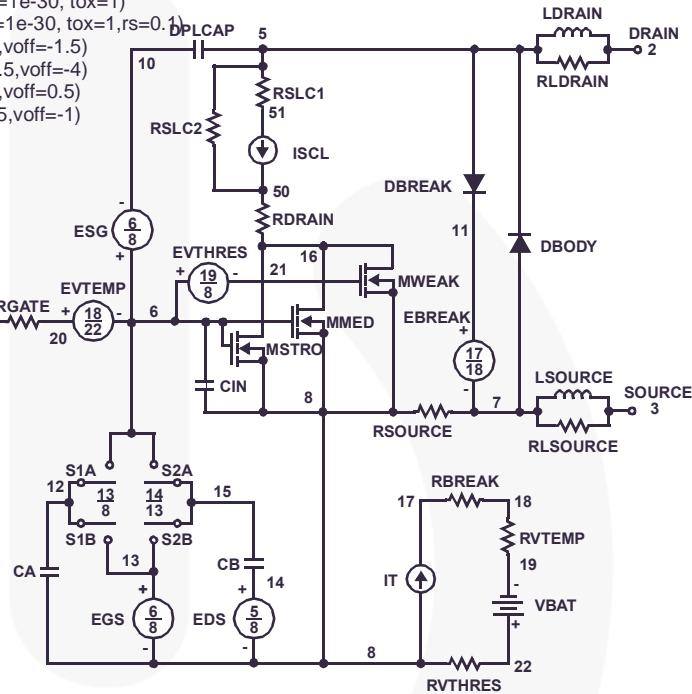 =1e-30, tox=1)
=1e-30, tox=1,rs=0.1)
,voff=-1.5)
.5,voff=-4)
,voff=0.5)
5,voff=-1)
DPLCAP
5
10
LDRAIN
DRAIN
2
RLDRAIN
RSLC1
51
RSLC2
ISCL
50
RDRAIN
DBREAK
11
DBODY
-
ESG
6
8
+
EVTHRES
+
19
8
-
21
16
MWEAK
RGATE
20
EVTEMP
+
18
22
-
6
MMED
MSTRO
EBREAK
+
17
18
-
CIN
8
RSOURCE
7
LSOURCE
SOURCE
3
RLSOURCE
S1A
S2A
12
13
8
14
13
15
S1B
S2B
13
CA
CB
14
+
EGS
6
8
-
+
EDS
5
8
-
RBREAK
17
18
RVTEMP
19
IT
-
VBAT
+
8
22
RVTHRES